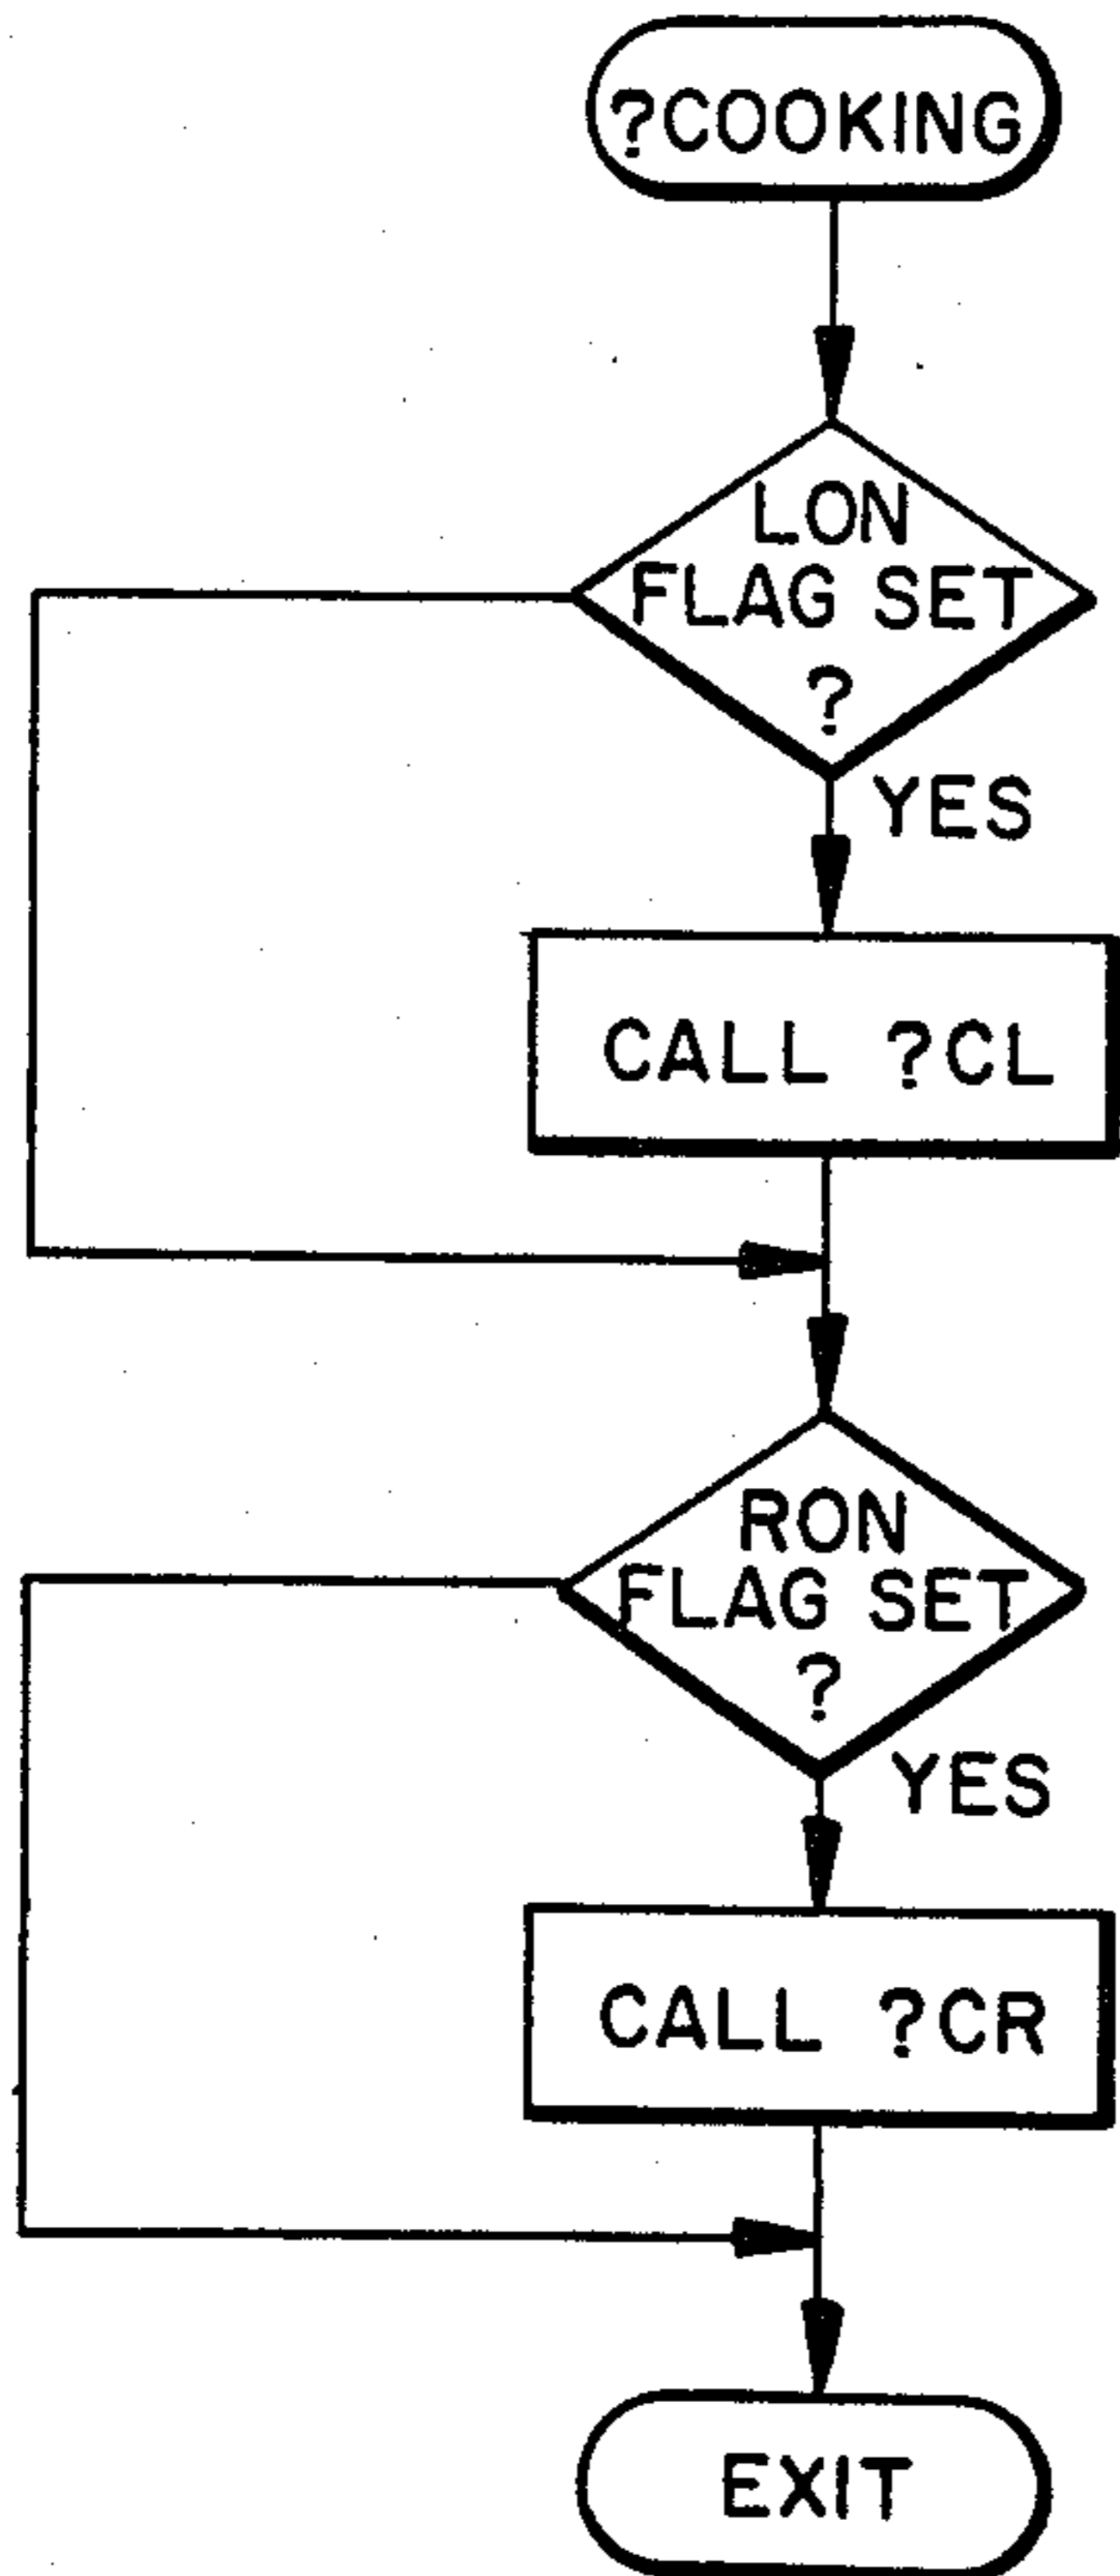 ?COOKING
LON
FLAG SET
?
YES
CALL ?CL
RON
FLAG SET
?
YES
CALL ?CR
EXIT